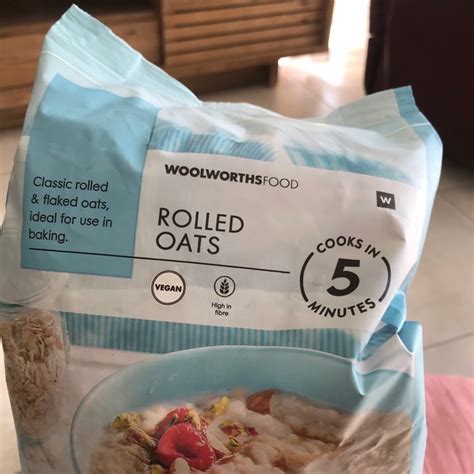 WOOLWORTHSFOOD
W
Classic rolled
& flaked oats,
ideal for use in
baking.
ROLLED
OATS
VEGAN
High in
fibre
COOKS IN
5
MINUTES